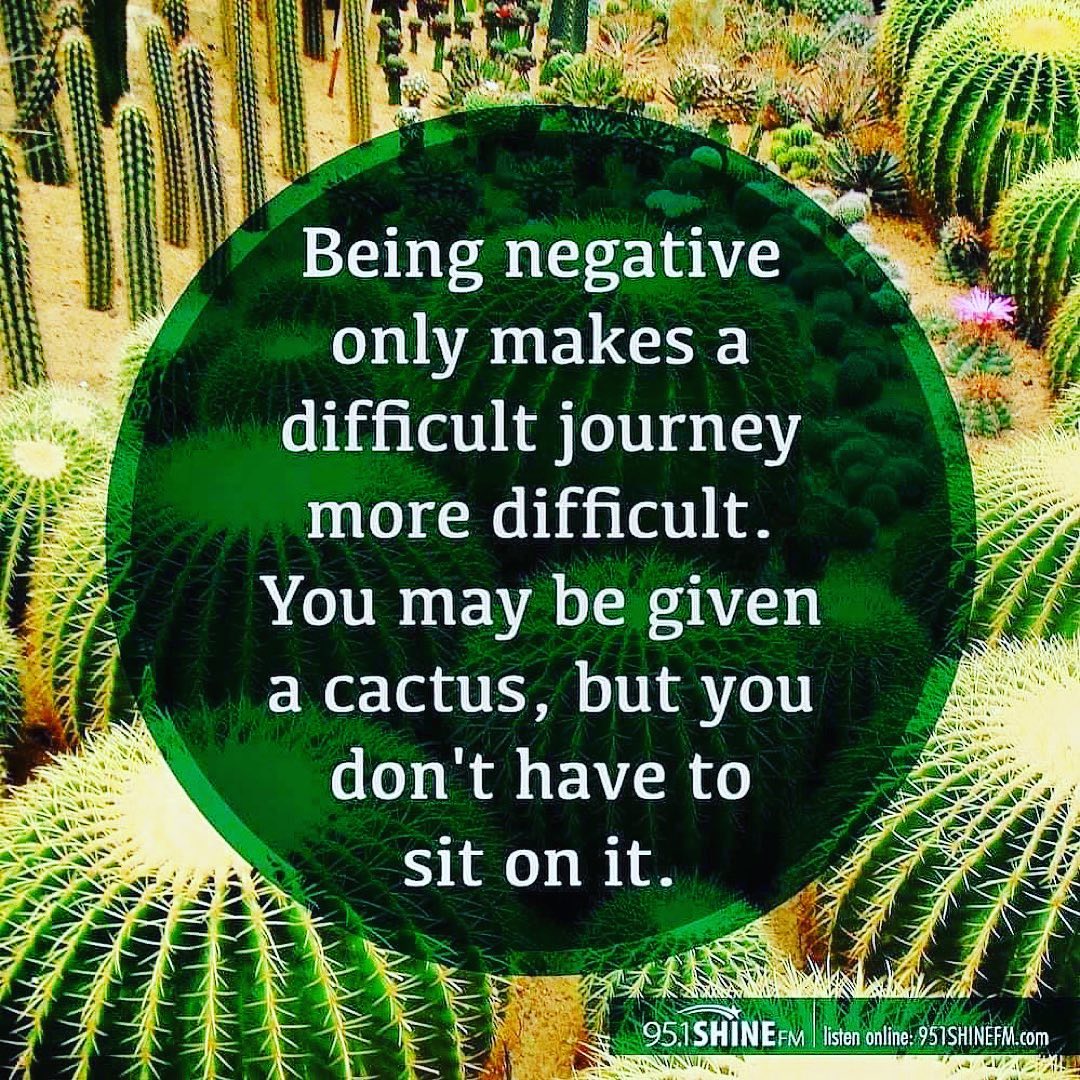 Being negative
only makes a
difficult journey
more difficult.
You may be given
a cactus, but you
don't have to
sit on it.
95.1SHINEFM | listen online: 951SHINEFM.com